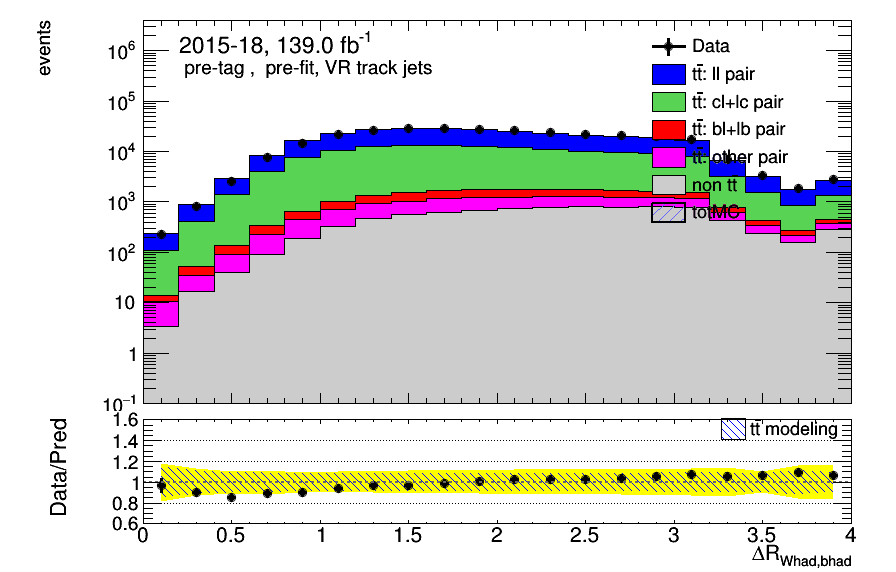 events
10⁶
10⁵
10⁴
10³
10²
10
1
10⁻¹
2015-18, 139.0 fb⁻¹
pre-tag , pre-fit, VR track jets
Data
tt̄: ll pair
tt̄: cl+lc pair
tt̄: bl+lb pair
tt̄: other pair
non tt̄
totMC
Data/Pred
1.6
1.4
1.2
1
0.8
0.6
tt̄ modeling
0 0.5 1 1.5 2 2.5 3 3.5 4
ΔR_Whad,bhad